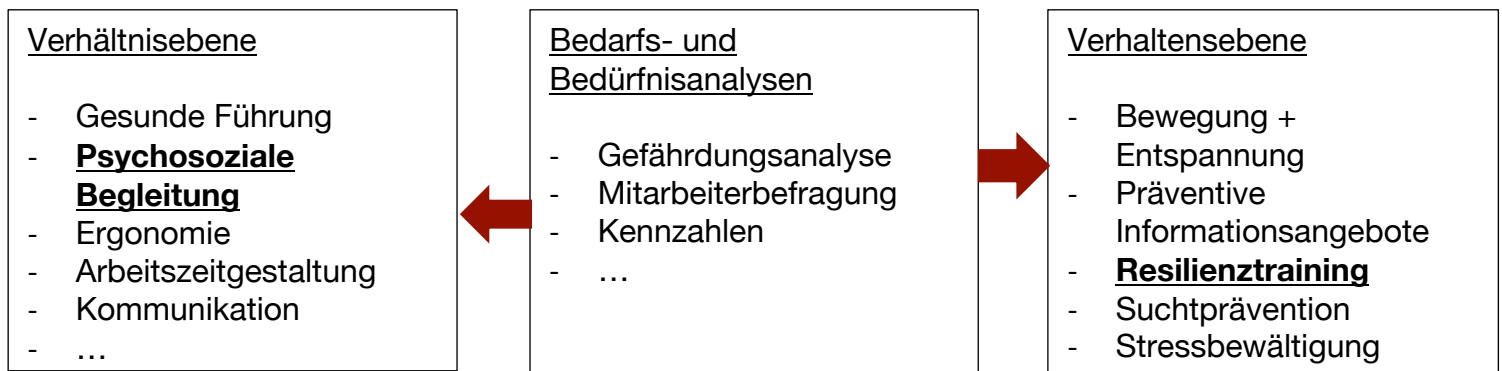 Verhältnisebene
- Gesunde Führung
- Psychosoziale
Begleitung
- Ergonomie
- Arbeitszeitgestaltung
- Kommunikation
- …
Bedarfs- und
Bedürfnisanalysen
- Gefährdungsanalyse
- Mitarbeiterbefragung
- Kennzahlen
- …
Verhaltensebene
- Bewegung +
Entspannung
- Präventive
Informationsangebote
- Resilienztraining
- Suchtprävention
- Stressbewältigung